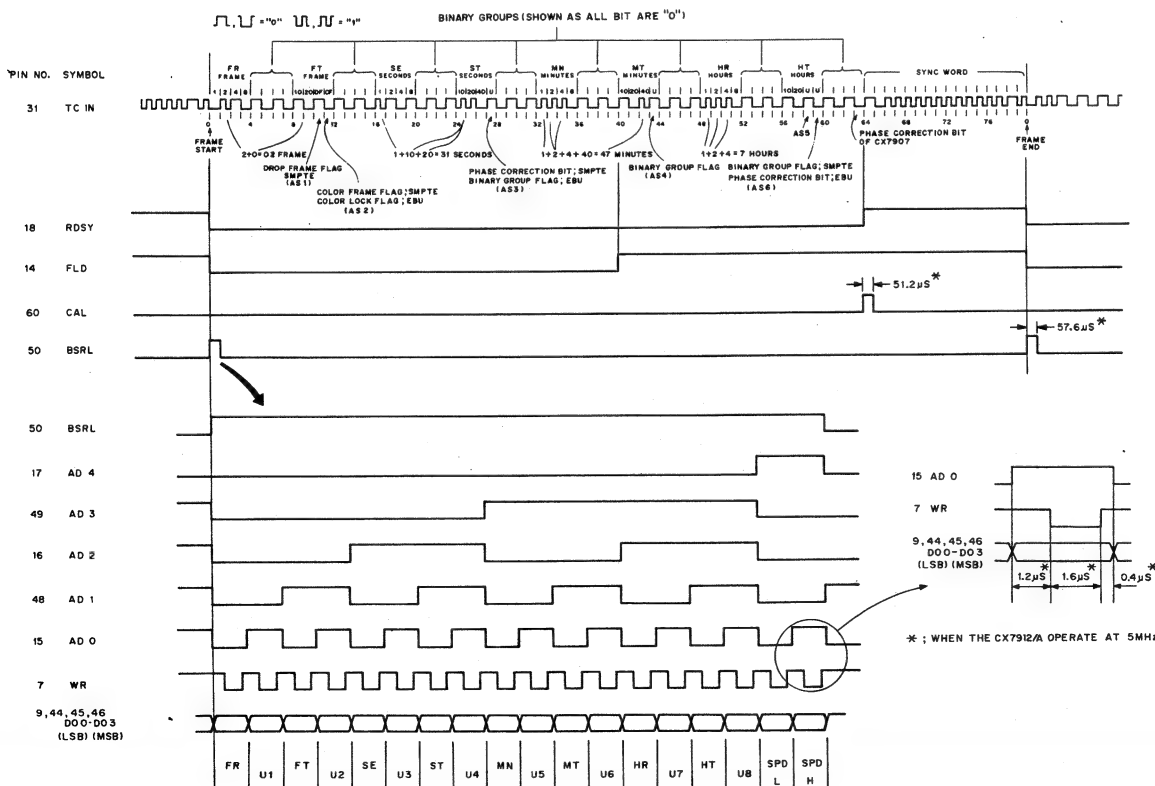 BINARY GROUPS (SHOWN AS ALL BIT ARE "0")
= "0" = "1"
PIN NO. SYMBOL
FR FRAME
FT FRAME
SE SECONDS
ST SECONDS
MN MINUTES
MT MINUTES
HR HOURS
HT HOURS
SYNC WORD
1 2 4 8
10 20 DF CF
1 2 4 8
10 20 40 U
1 2 4 8
10 20 40 U
1 2 4 8
10 20 U U
31 TC IN
0 4 8 12 16 20 24 28 32 36 40 44 48 52 56 60 64 68 72 76 0
FRAME START
2+0=02 FRAME
DROP FRAME FLAG
SMPTE
(AS1)
COLOR FRAME FLAG; SMPTE
COLOR LOCK FLAG; EBU
(AS2)
1+10+20=31 SECONDS
PHASE CORRECTION BIT; SMPTE
BINARY GROUP FLAG; EBU
(AS3)
1+2+4+40=47 MINUTES
BINARY GROUP FLAG
(AS4)
1+2+4=7 HOURS
AS5
BINARY GROUP FLAG; SMPTE
PHASE CORRECTION BIT; EBU
(AS6)
PHASE CORRECTION BIT
OF CX7907
FRAME END
18 RDSY
14 FLD
51.2µS*
60 CAL
57.6µS*
50 BSRL
50 BSRL
17 AD 4
49 AD 3
16 AD 2
48 AD 1
15 AD 0
7 WR
9,44,45,46
DO0-DO3
(LSB) (MSB)
FR U1 FT U2 SE U3 ST U4 MN U5 MT U6 HR U7 HT U8 SPD L SPD H
15 AD 0
7 WR
9,44,45,46
DO0-DO3
(LSB) (MSB)
1.2µS* 1.6µS* 0.4µS*
* ; WHEN THE CX7912/A OPERATE AT 5MHz